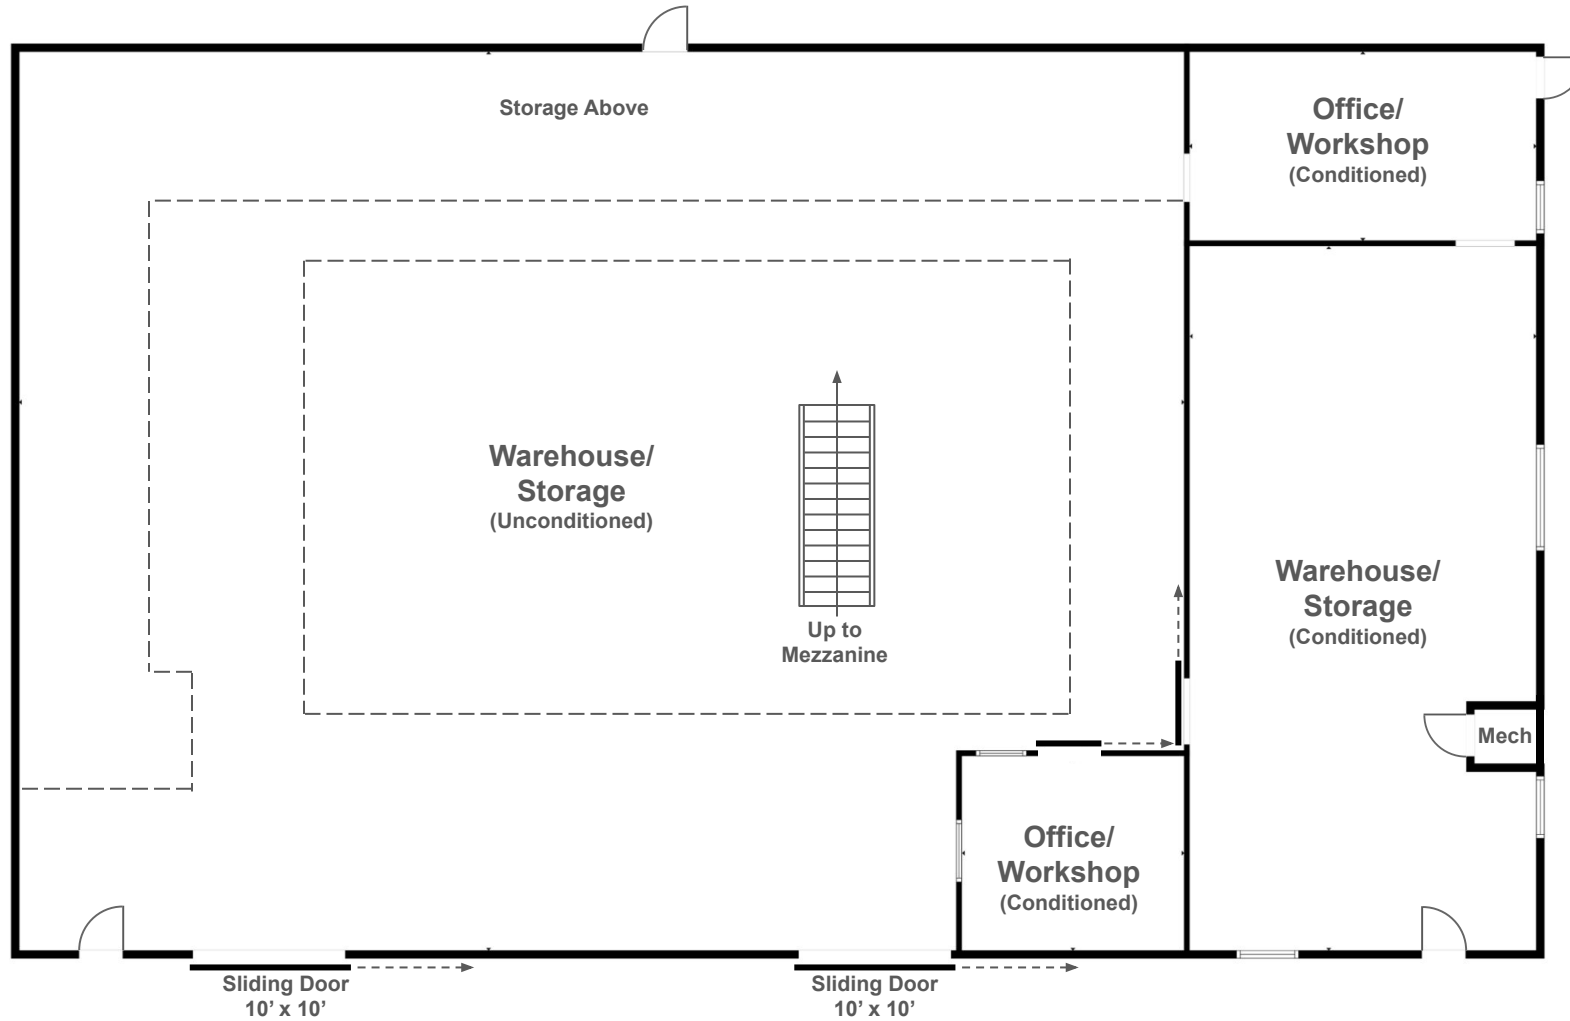 Storage Above
Office/
Workshop
(Conditioned)
Warehouse/
Storage
(Unconditioned)
Up to
Mezzanine
Warehouse/
Storage
(Conditioned)
Mech
Office/
Workshop
(Conditioned)
Sliding Door
10’ x 10’
Sliding Door
10’ x 10’